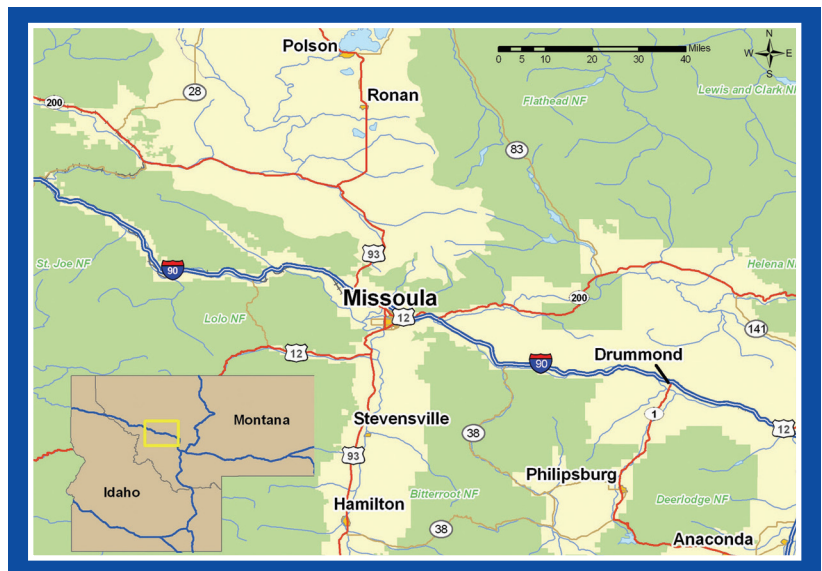 Polson
Miles
0 5 10 20 30 40
N
W E
S
28
Ronan
200
Flathead NF
Lewis and Clark NF
83
93
St. Joe NF
90
Helena NF
Missoula
200
Lolo NF
12
141
12
Drummond
90
1
12
Montana
Stevensville
38
93
Philipsburg
Idaho
Hamilton
Bitterroot NF
Deerlodge NF
38
Anaconda